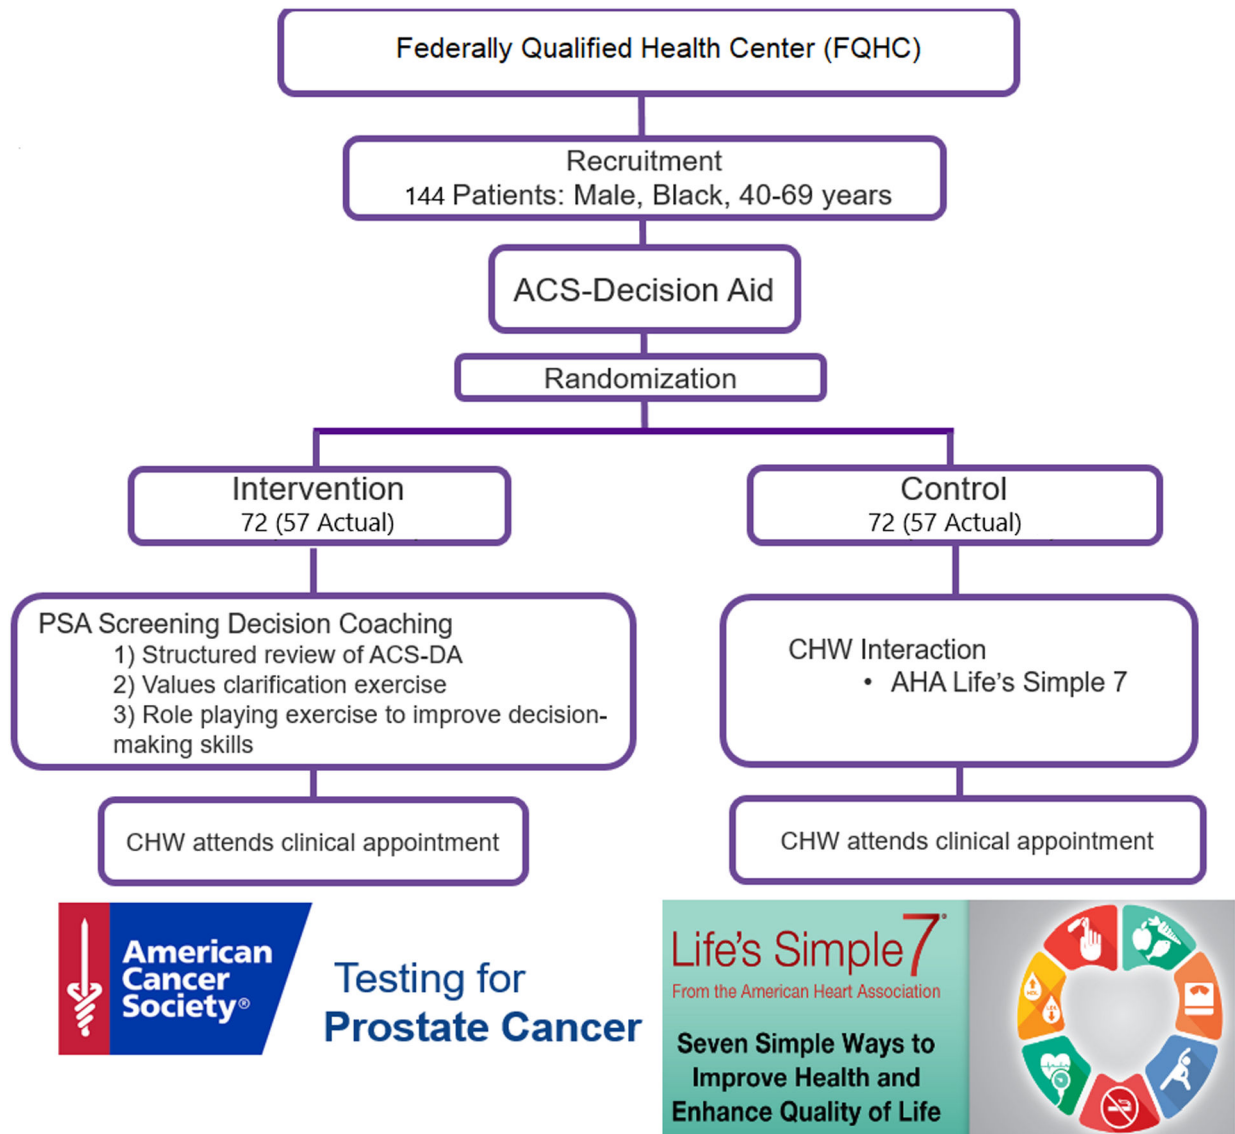 Federally Qualified Health Center (FQHC)
Recruitment
144 Patients: Male, Black, 40-69 years
ACS-Decision Aid
Randomization
Intervention
72 (57 Actual)
Control
72 (57 Actual)
PSA Screening Decision Coaching
1) Structured review of ACS-DA
2) Values clarification exercise
3) Role playing exercise to improve decision-
making skills
CHW Interaction
• AHA Life’s Simple 7
CHW attends clinical appointment
CHW attends clinical appointment
American
Cancer
Society®
Testing for
Prostate Cancer
Life’s Simple 7®
From the American Heart Association
Seven Simple Ways to
Improve Health and
Enhance Quality of Life